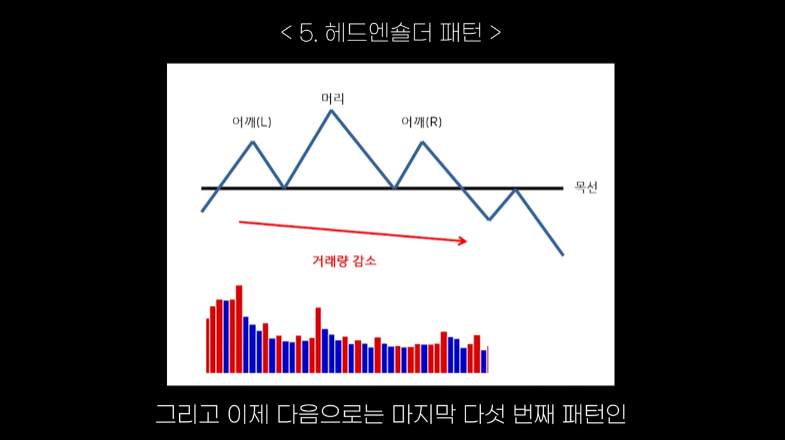 < 5. 헤드엔숄더 패턴 >
머리
어깨(L)
어깨(R)
목선
거래량 감소
그리고 이제 다음으로는 마지막 다섯 번째 패턴인